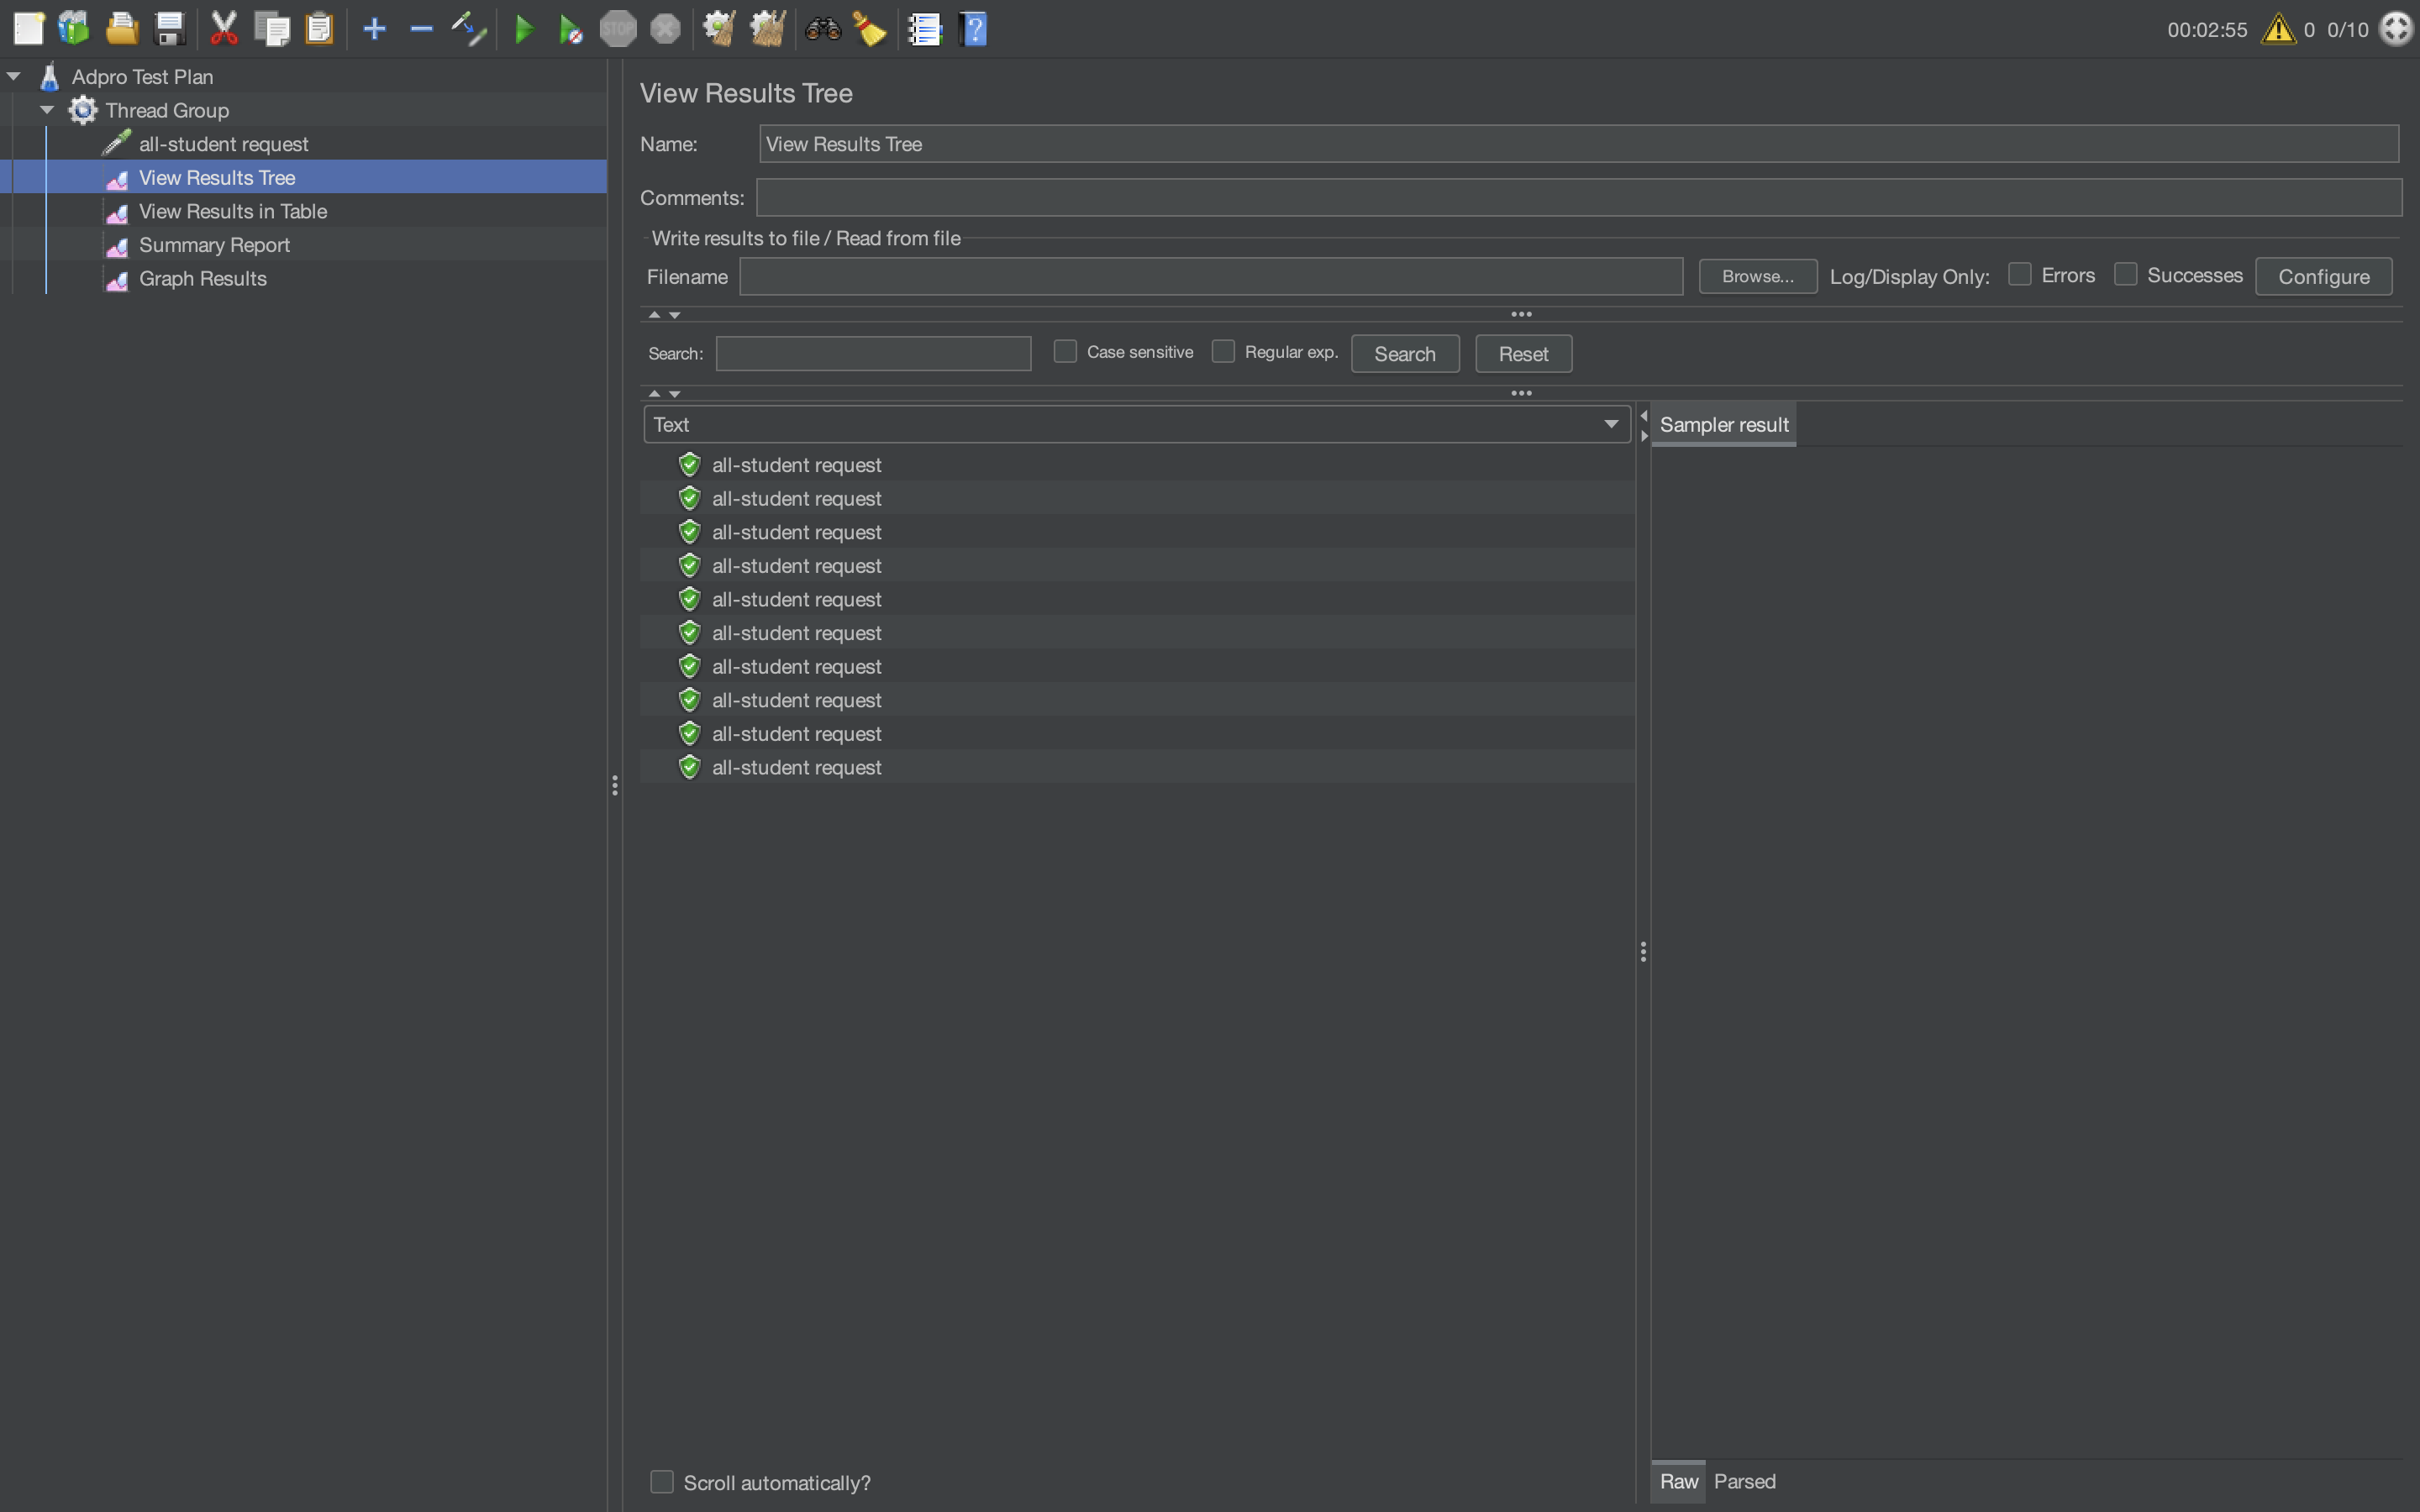 STOP
00:02:55 0 0/10
Adpro Test Plan
Thread Group
all-student request
View Results Tree
View Results in Table
Summary Report
Graph Results
View Results Tree
Name: View Results Tree
Comments:
Write results to file / Read from file
Filename Browse... Log/Display Only: Errors Successes Configure
Search: Case sensitive Regular exp. Search Reset
Text
all-student request
all-student request
all-student request
all-student request
all-student request
all-student request
all-student request
all-student request
all-student request
all-student request
Scroll automatically?
Sampler result
Raw Parsed